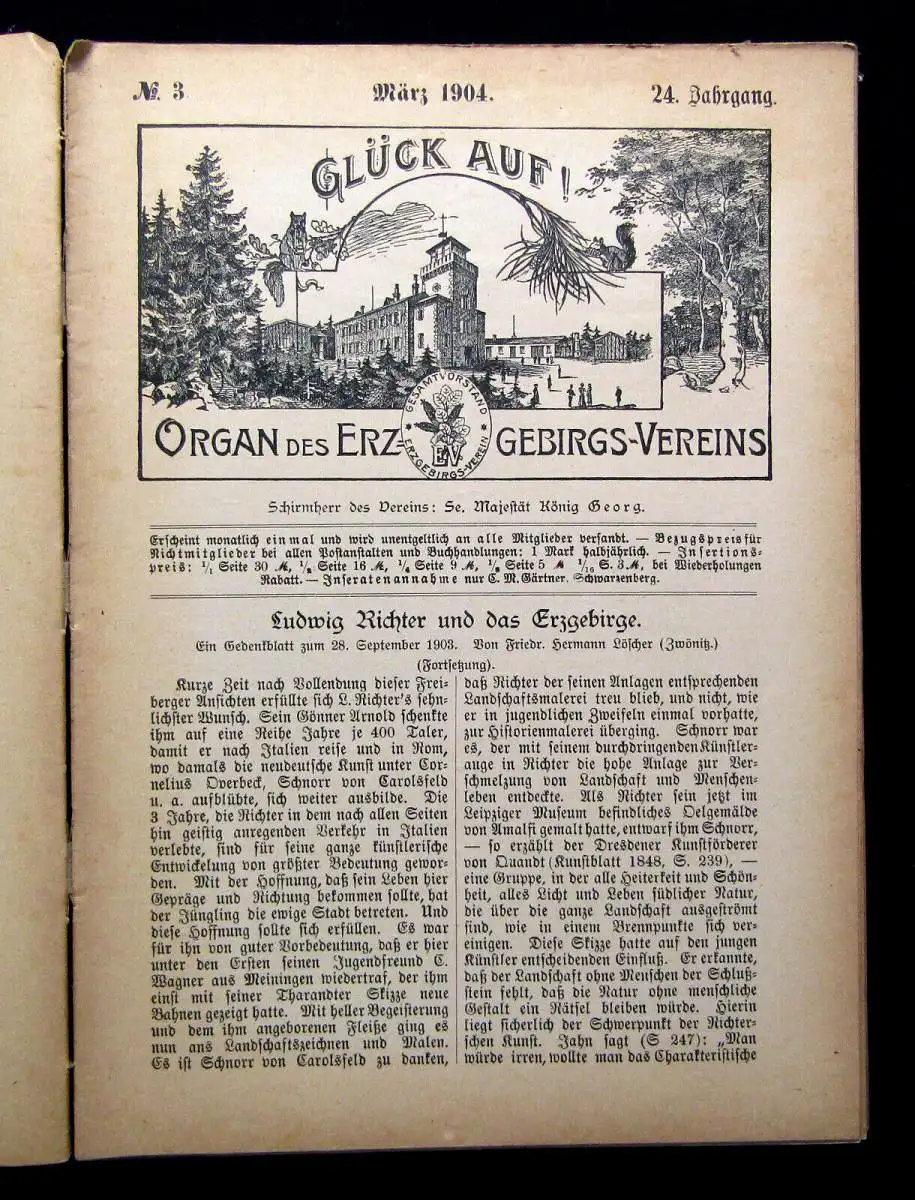 №. 3 März 1904. 24. Jahrgang.
GLÜCK AUF!
GESAMTVORSTAND
ERZGEBIRGS-VEREIN
EV
ORGAN DES ERZ=GEBIRGS-VEREINS
Schirmherr des Vereins: Se. Majestät König Georg.
Erscheint monatlich einmal und wird unentgeltlich an alle Mitglieder versandt. — Bezugspreis für
Nichtmitglieder bei allen Postanstalten und Buchhandlungen: 1 Mark halbjährlich. — Insertions-
preis: 1/1 Seite 30 ℳ, 1/2 Seite 16 ℳ, 1/4 Seite 9 ℳ, 1/8 Seite 5 ℳ 1/16 S. 3 ℳ, bei Wiederholungen
Rabatt. — Inseratenannahme nur C. M. Gärtner. Schwarzenberg.
Ludwig Richter und das Erzgebirge.
Ein Gedenkblatt zum 28. September 1903. Von Friedr. Hermann Löscher (Zwönitz.)
(Fortsetzung).
Kurze Zeit nach Vollendung dieser Frei-
berger Ansichten erfüllte sich L. Richter's sehn-
lichster Wunsch. Sein Gönner Arnold schenkte
ihm auf eine Reihe Jahre je 400 Taler,
damit er nach Italien reise und in Rom,
wo damals die neudeutsche Kunst unter Cor-
nelius Overbeck, Schnorr von Carolsfeld
u. a. aufblühte, sich weiter ausbilde. Die
3 Jahre, die Richter in dem nach allen Seiten
hin geistig anregenden Verkehr in Italien
verlebte, sind für seine ganze künstlerische
Entwickelung von größter Bedeutung gewor-
den. Mit der Hoffnung, daß sein Leben hier
Gepräge und Richtung bekommen sollte, hat
der Jüngling die ewige Stadt betreten. Und
diese Hoffnung sollte sich erfüllen. Es war
für ihn von guter Vorbedeutung, daß er hier
unter den Ersten seinen Jugendfreund C.
Wagner aus Meiningen wiedertraf, der ihm
einst mit seiner Tharandter Skizze neue
Bahnen gezeigt hatte. Mit heller Begeisterung
und dem ihm angeborenen Fleiße ging es
nun ans Landschaftszeichnen und Malen.
Es ist Schnorr von Carolsfeld zu danken,
daß Richter der seinen Anlagen entsprechenden
Landschaftsmalerei treu blieb, und nicht, wie
er in jugendlichen Zweifeln einmal vorhatte,
zur Historienmalerei überging. Schnorr war
es, der mit seinem durchdringenden Künstler-
auge in Richter die hohe Anlage zur Ver-
schmelzung von Landschaft und Menschen-
leben entdeckte. Als Richter sein jetzt im
Leipziger Museum befindliches Oelgemälde
von Amalfi gemalt hatte, entwarf ihm Schnorr,
— so erzählt der Dresdener Kunstförderer
von Quandt (Kunstblatt 1848, S. 239), —
eine Gruppe, in der alle Heiterkeit und Schön-
heit, alles Licht und Leben südlicher Natur,
die über die ganze Landschaft ausgeströmt
sind, wie in einem Brennpunkte sich ver-
einigen. Diese Skizze hatte auf den jungen
Künstler entscheidenden Einfluß. Er erkannte,
daß der Landschaft ohne Menschen der Schluß-
stein fehlt, daß die Natur ohne menschliche
Gestalt ein Rätsel bleiben würde. Hierin
liegt sicherlich der Schwerpunkt der Richter-
schen Kunst. Jahn sagt (S 247): „Man
würde irren, wollte man das Charakteristische